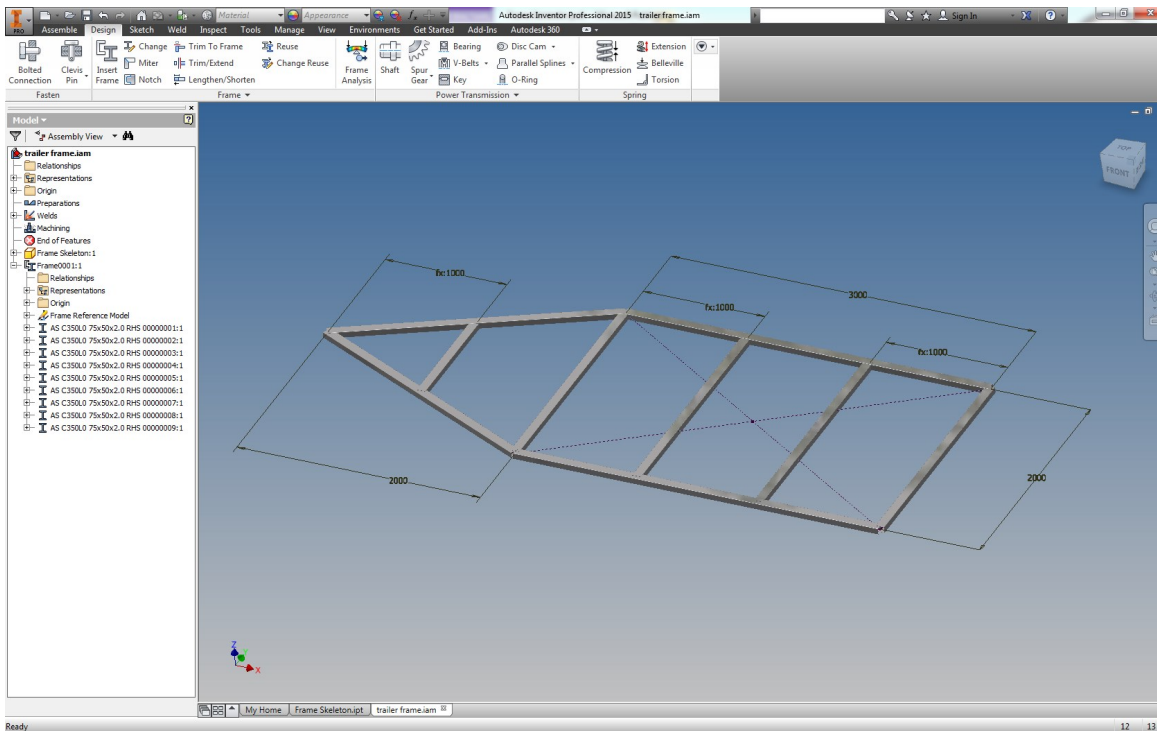 Material
Appearance
Autodesk Inventor Professional 2015 trailer frame.iam
Sign In
PRO
Assemble Design Sketch Weld Inspect Tools Manage View Environments Get Started Add-Ins Autodesk 360
Bolted Connection
Clevis Pin
Insert Frame
Change
Miter
Notch
Trim To Frame
Trim/Extend
Lengthen/Shorten
Reuse
Change Reuse
Frame Analysis
Shaft
Spur Gear
Bearing
V-Belts
Key
Disc Cam
Parallel Splines
O-Ring
Compression
Extension
Belleville
Torsion
Fasten
Frame
Power Transmission
Spring
Model
Assembly View
trailer frame.iam
Relationships
Representations
Origin
Preparations
Welds
Machining
End of Features
Frame Skeleton:1
Frame0001:1
Relationships
Representations
Origin
Frame Reference Model
AS C350L0 75x50x2.0 RHS 00000001:1
AS C350L0 75x50x2.0 RHS 00000002:1
AS C350L0 75x50x2.0 RHS 00000003:1
AS C350L0 75x50x2.0 RHS 00000004:1
AS C350L0 75x50x2.0 RHS 00000005:1
AS C350L0 75x50x2.0 RHS 00000006:1
AS C350L0 75x50x2.0 RHS 00000007:1
AS C350L0 75x50x2.0 RHS 00000008:1
AS C350L0 75x50x2.0 RHS 00000009:1
TOP
FRONT
fx:1000
3000
fx:1000
fx:1000
2000
2000
Z
X
My Home
Frame Skeleton.ipt
trailer frame.iam
Ready
12 13